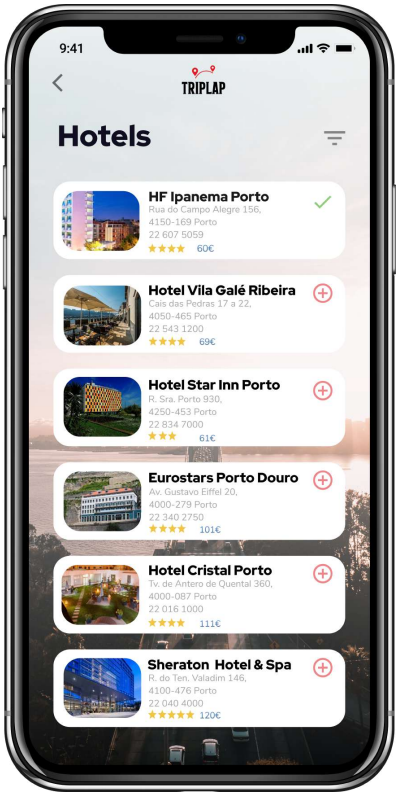 9:41
TRIPLAP
Hotels
HF Ipanema Porto
Rua do Campo Alegre 156,
4150-169 Porto
22 607 5059
60€
Hotel Vila Galé Ribeira
Cais das Pedras 17 a 22,
4050-465 Porto
22 543 1200
69€
Hotel Star Inn Porto
R. Sra. Porto 930,
4250-453 Porto
22 834 7000
61€
Eurostars Porto Douro
Av. Gustavo Eiffel 20,
4000-279 Porto
22 340 2750
101€
Hotel Cristal Porto
Tv. de Antero de Quental 360,
4000-087 Porto
22 016 1000
111€
Sheraton Hotel & Spa
R. do Ten. Valadim 146,
4100-476 Porto
22 040 4000
120€